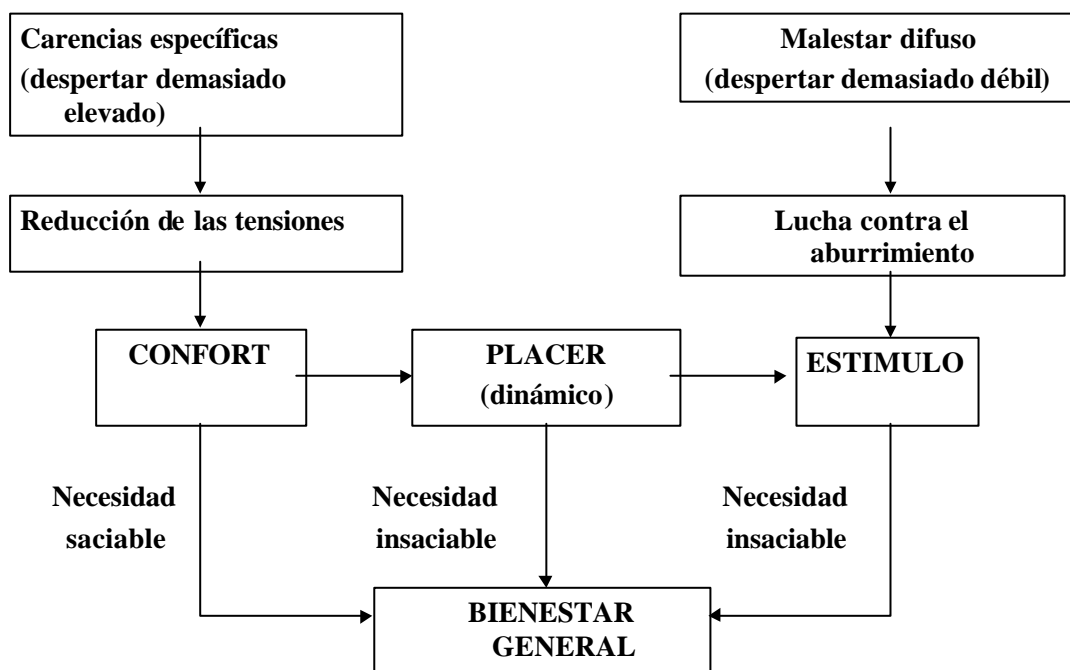 Carencias específicas
(despertar demasiado
elevado)
Malestar difuso
(despertar demasiado débil)
Reducción de las tensiones
Lucha contra el
aburrimiento
CONFORT
PLACER
(dinámico)
ESTIMULO
Necesidad
saciable
Necesidad
insaciable
Necesidad
insaciable
BIENESTAR
GENERAL